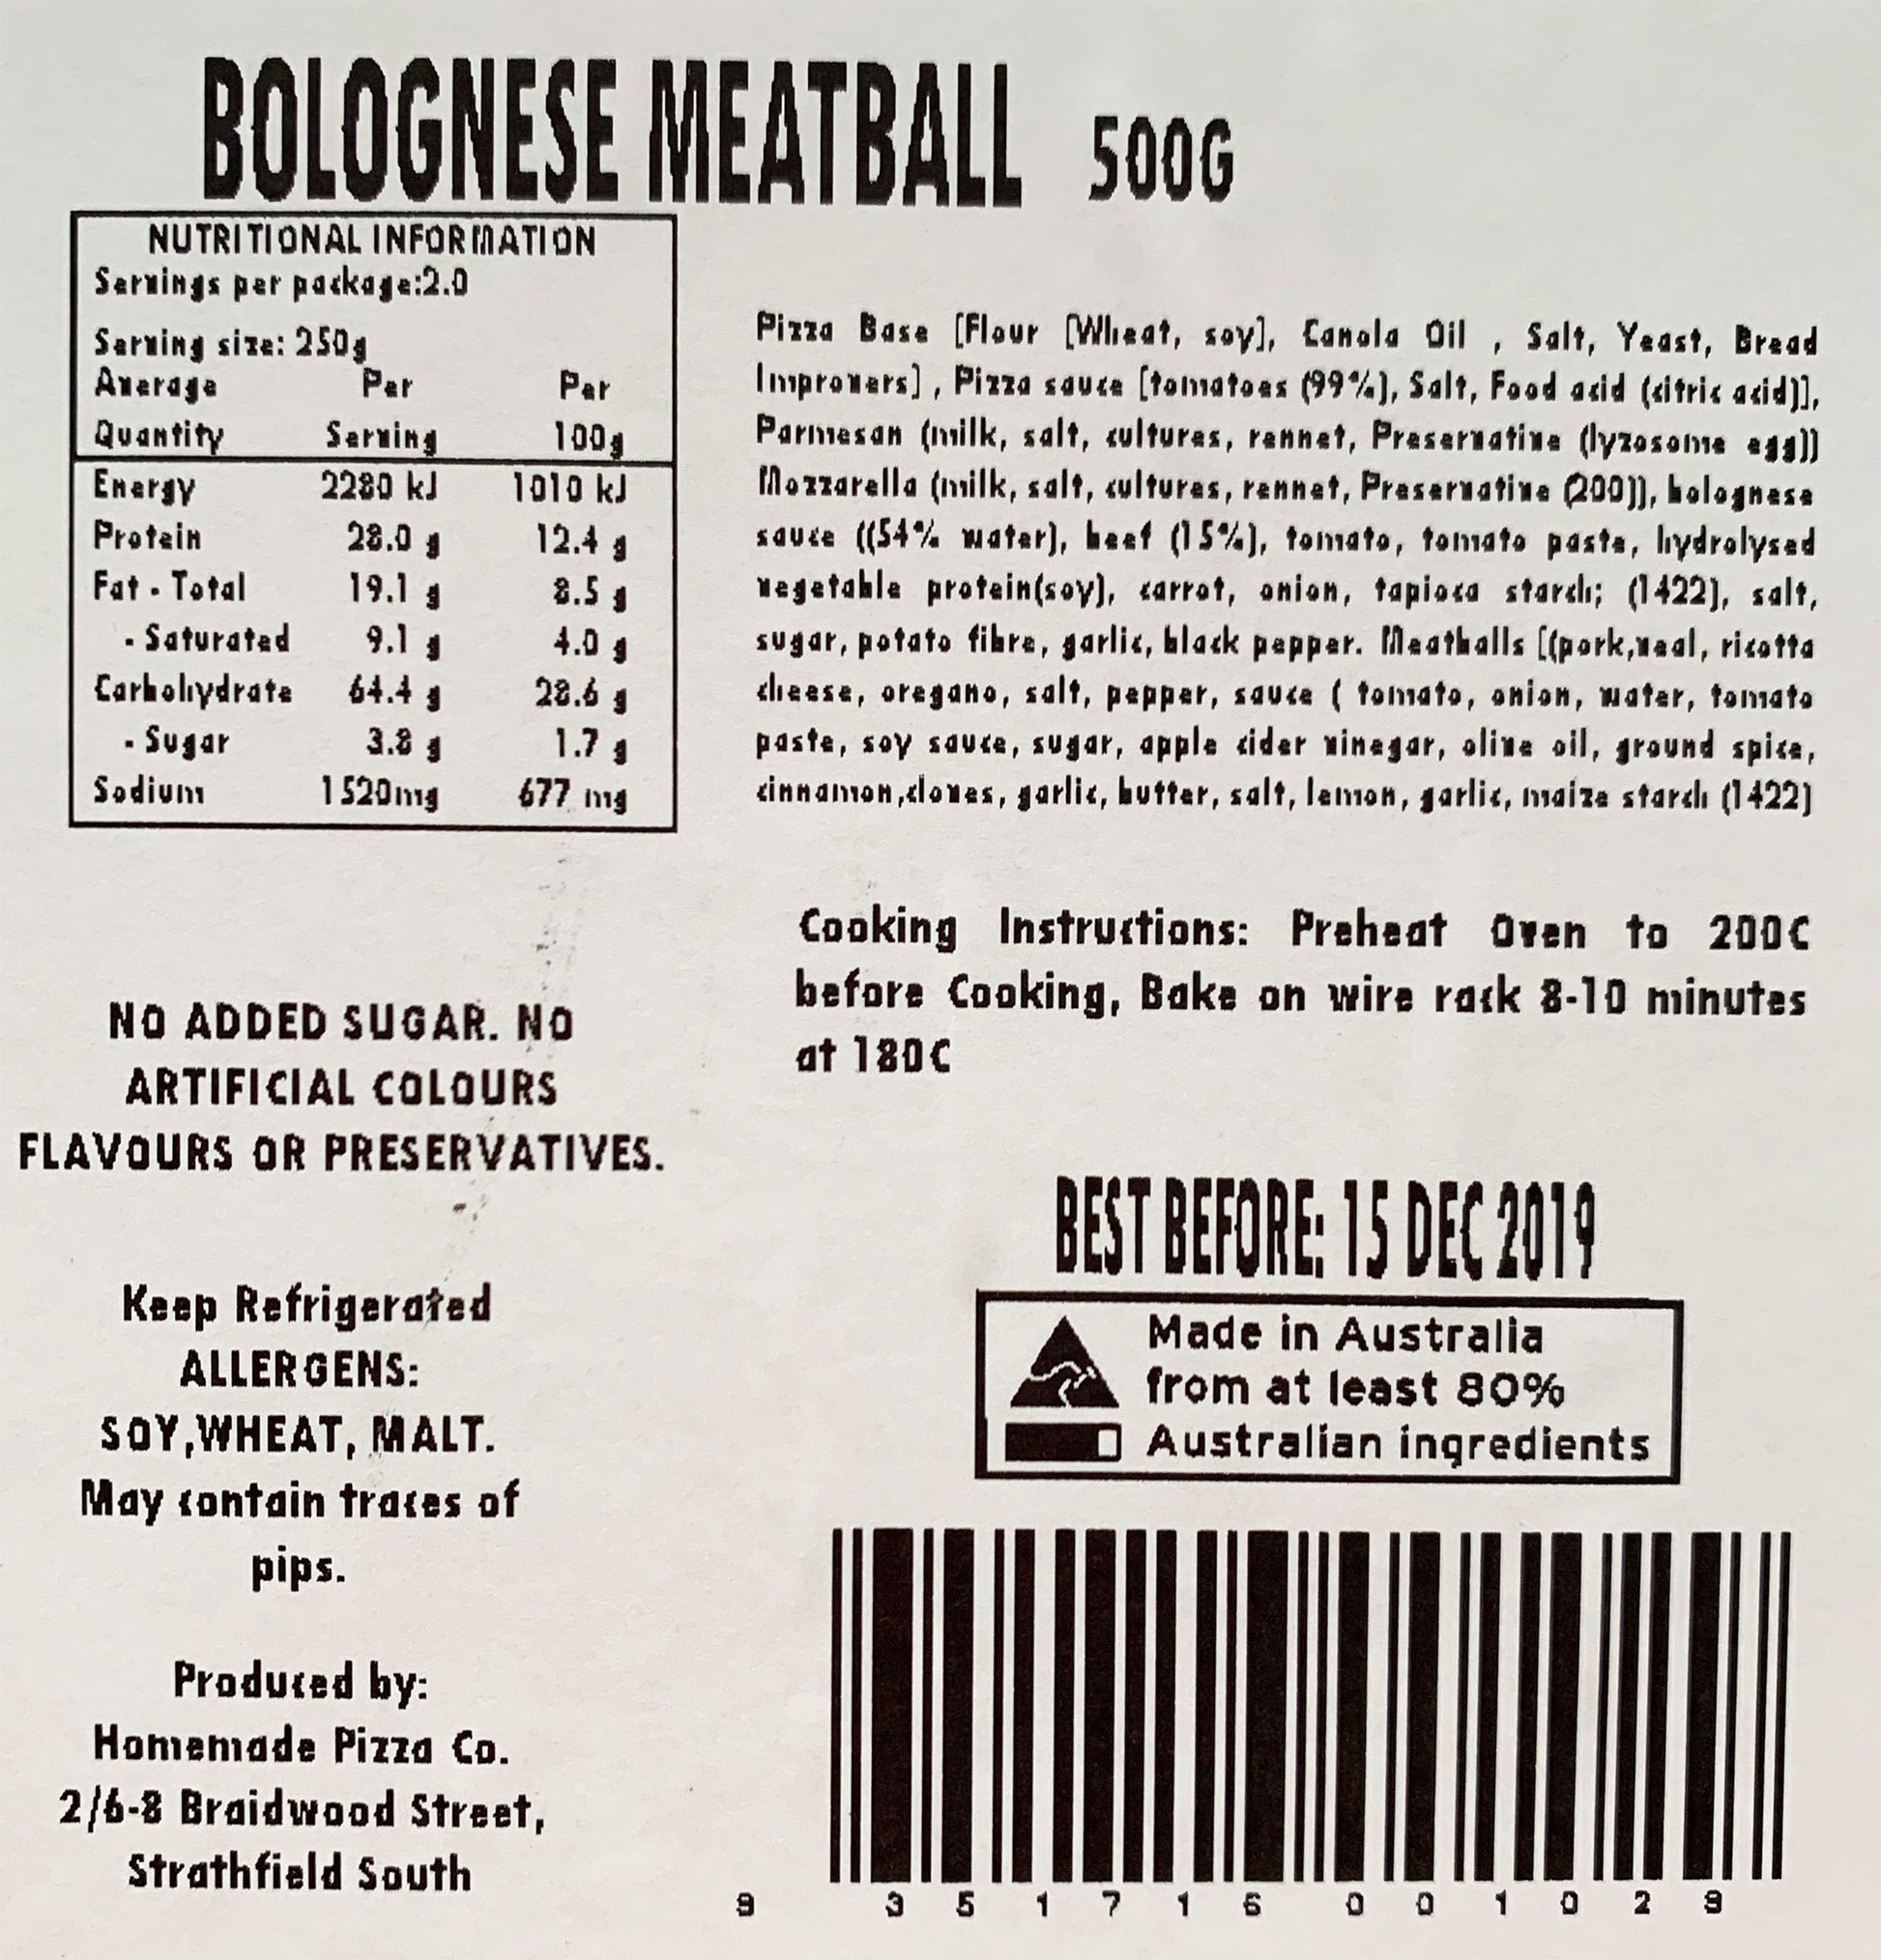 BOLOGNESE MEATBALL 500G
NUTRITIONAL INFORMATION
Servings per package:2.0
Serving size: 250g
Average Per Per
Quantity Serving 100g
Energy 2280 kJ 1010 kJ
Protein 28.0 g 12.4 g
Fat - Total 19.1 g 8.5 g
- Saturated 9.1 g 4.0 g
Carbohydrate 64.4 g 28.6 g
- Sugar 3.8 g 1.7 g
Sodium 1520mg 677 mg
Pizza Base [Flour [Wheat, soy], Canola Oil , Salt, Yeast, Bread
Improvers] , Pizza sauce [tomatoes (99%), Salt, Food acid (citric acid)],
Parmesan (milk, salt, cultures, rennet, Preservative (lyzosome egg))
Mozzarella (milk, salt, cultures, rennet, Preservative (200)), bolognese
sauce ((54% water), beef (15%), tomato, tomato paste, hydrolysed
vegetable protein(soy), carrot, onion, tapioca starch; (1422), salt,
sugar, potato fibre, garlic, black pepper. Meatballs [(pork,veal, ricotta
cheese, oregano, salt, pepper, sauce ( tomato, onion, water, tomato
paste, soy sauce, sugar, apple cider vinegar, olive oil, ground spice,
cinnamon,cloves, garlic, butter, salt, lemon, garlic, maize starch (1422)
Cooking Instructions: Preheat Oven to 200C
before Cooking, Bake on wire rack 8-10 minutes
at 180C
NO ADDED SUGAR. NO
ARTIFICIAL COLOURS
FLAVOURS OR PRESERVATIVES.
Keep Refrigerated
ALLERGENS:
SOY,WHEAT, MALT.
May contain traces of
pips.
Produced by:
Homemade Pizza Co.
2/6-8 Braidwood Street,
Strathfield South
BEST BEFORE: 15 DEC 2019
Made in Australia
from at least 80%
Australian ingredients
9 351716 001029